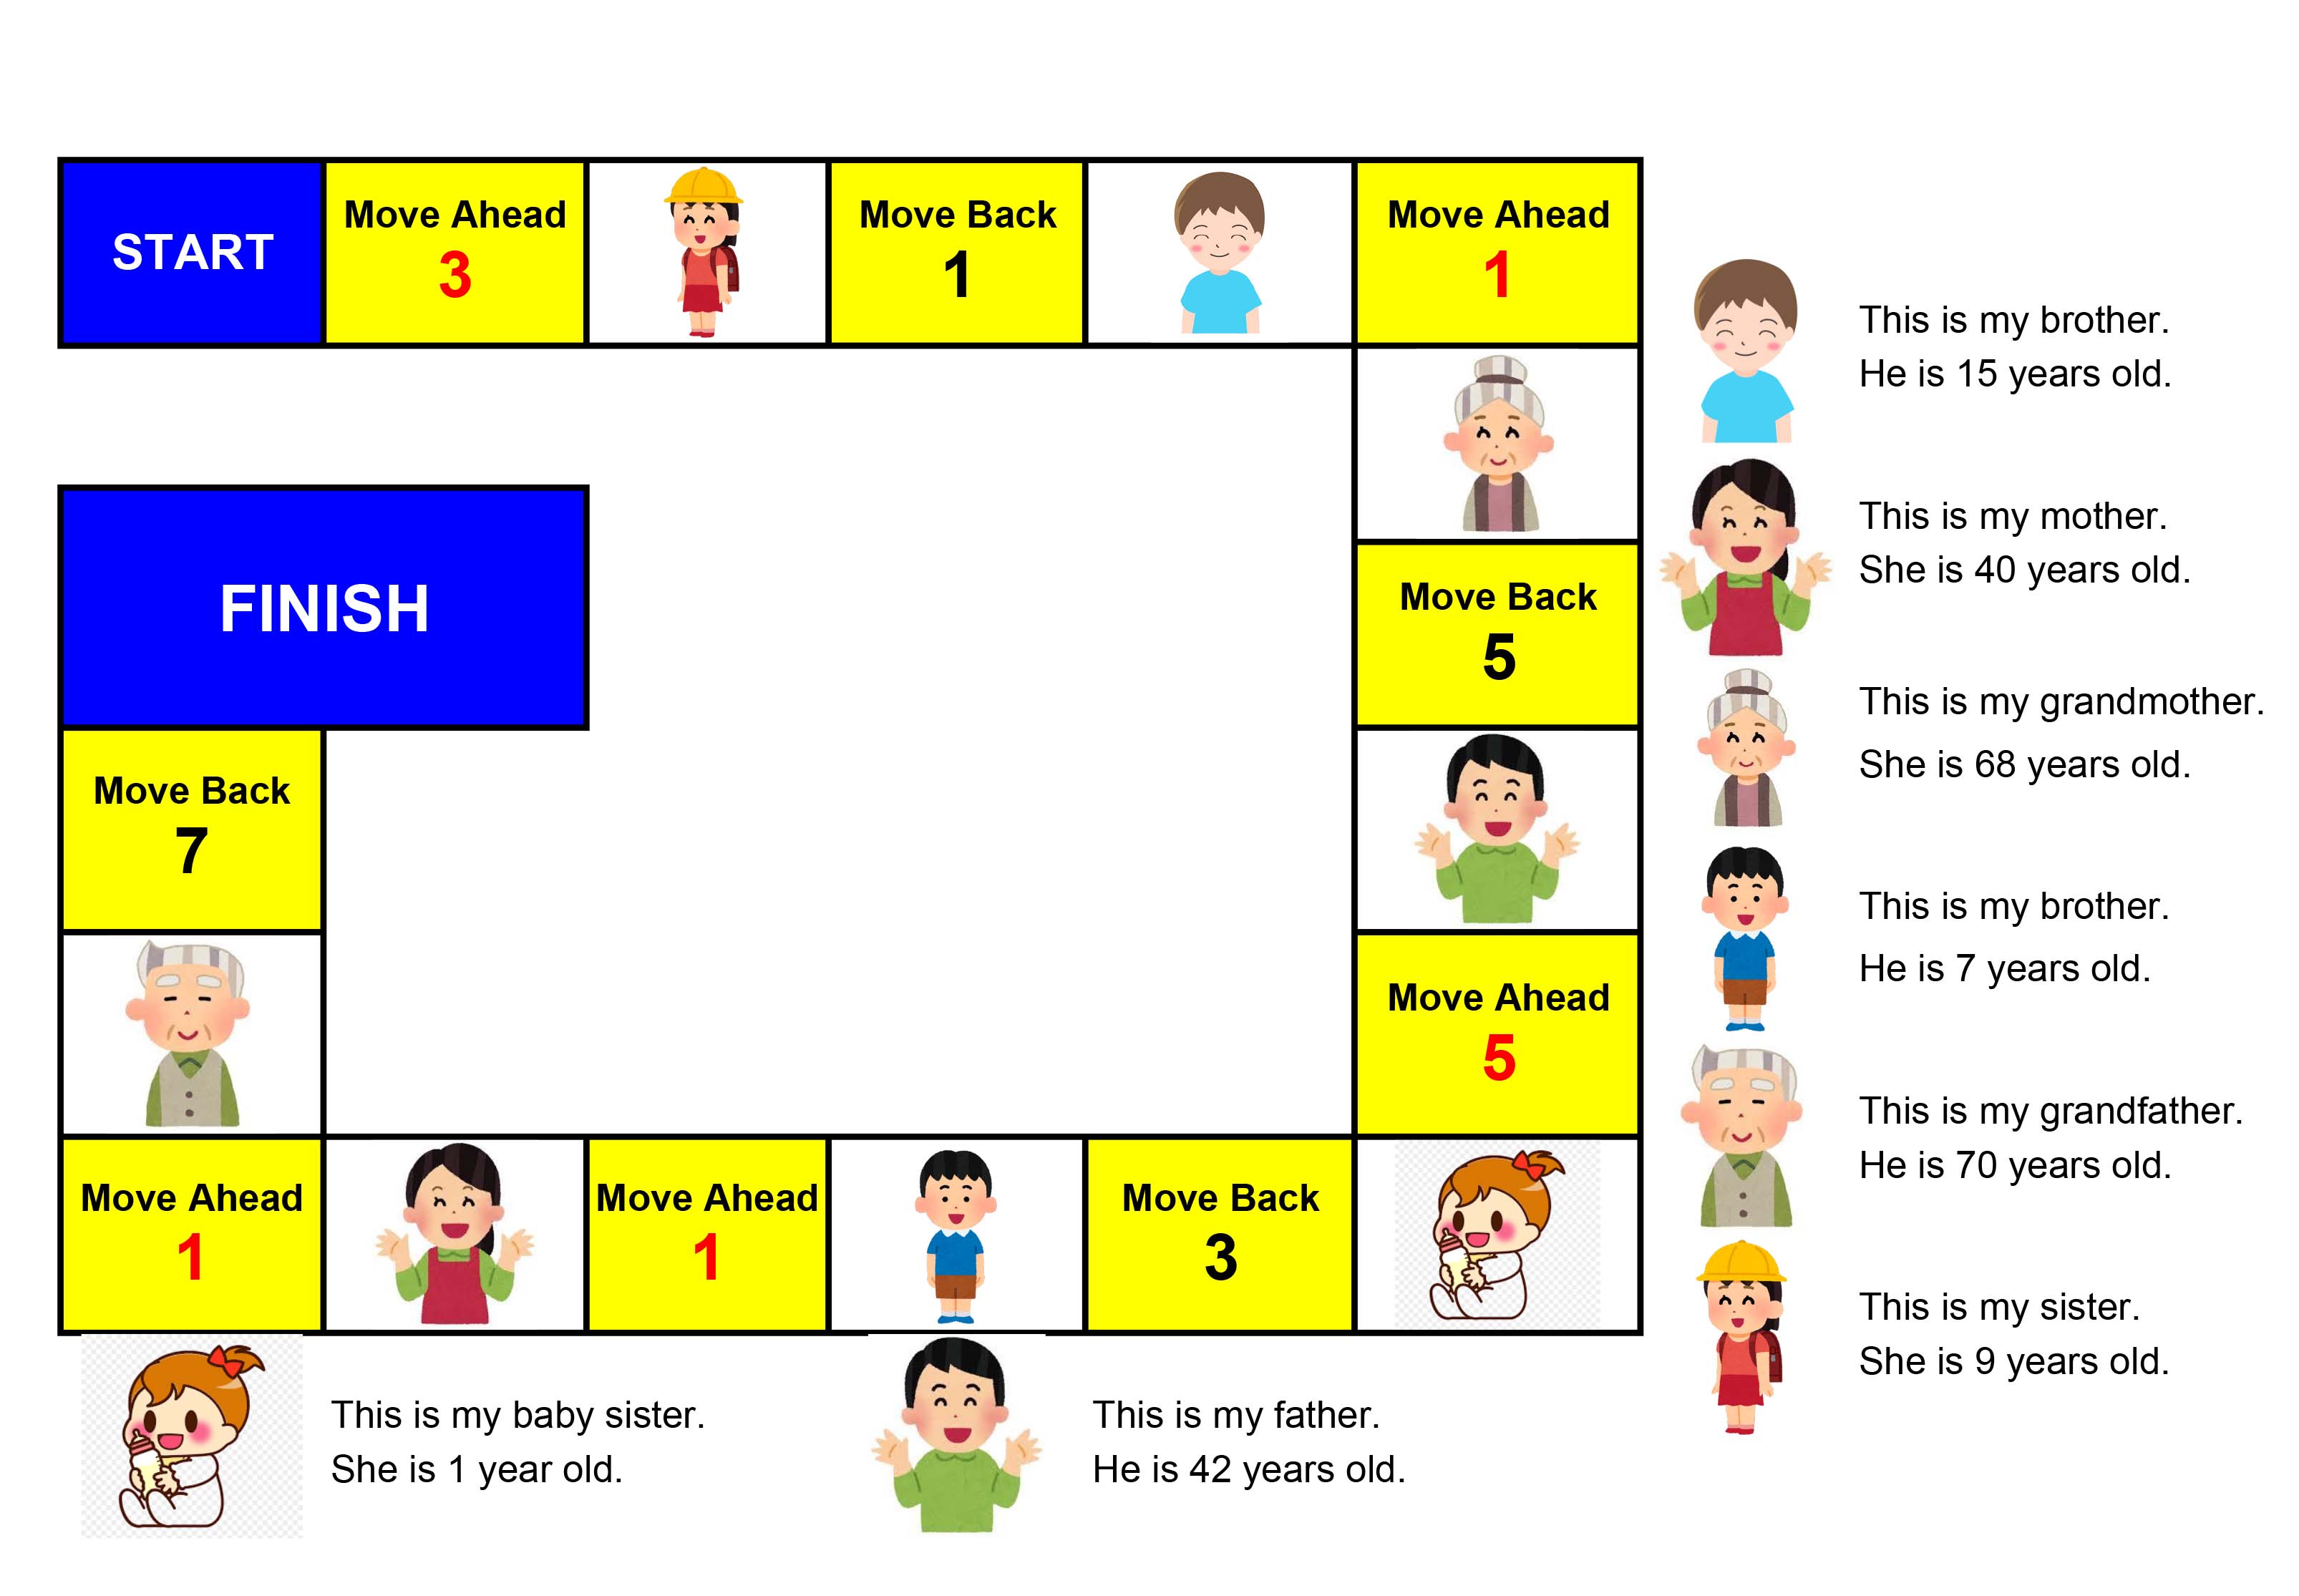 START
Move Ahead
3
Move Back
1
Move Ahead
1
Move Back
5
Move Ahead
5
Move Back
3
Move Ahead
1
Move Ahead
1
Move Back
7
FINISH
This is my brother.
He is 15 years old.
This is my mother.
She is 40 years old.
This is my grandmother.
She is 68 years old.
This is my brother.
He is 7 years old.
This is my grandfather.
He is 70 years old.
This is my sister.
She is 9 years old.
This is my baby sister.
She is 1 year old.
This is my father.
He is 42 years old.